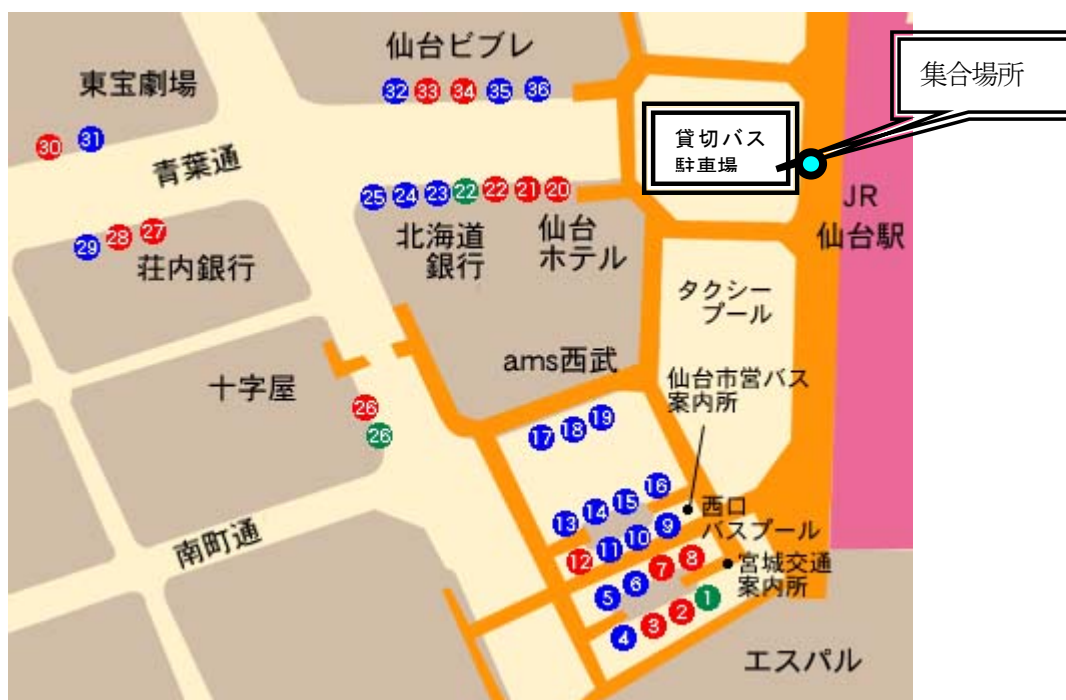 仙台ビブレ
集合場所
東宝劇場
32 33 34 35 36
貸切バス
駐車場
30 31
青葉通
JR
仙台駅
25 24 23 22 22 21 20
29 28 27
北海道
銀行
仙台
ホテル
荘内銀行
タクシー
プール
ams西武
仙台市営バス
案内所
十字屋
26
26
17 18 19
13 14 15 16
西口
バスプール
12 11 10 9
南町通
宮城交通
案内所
5 6 7 8
4 3 2 1
エスパル